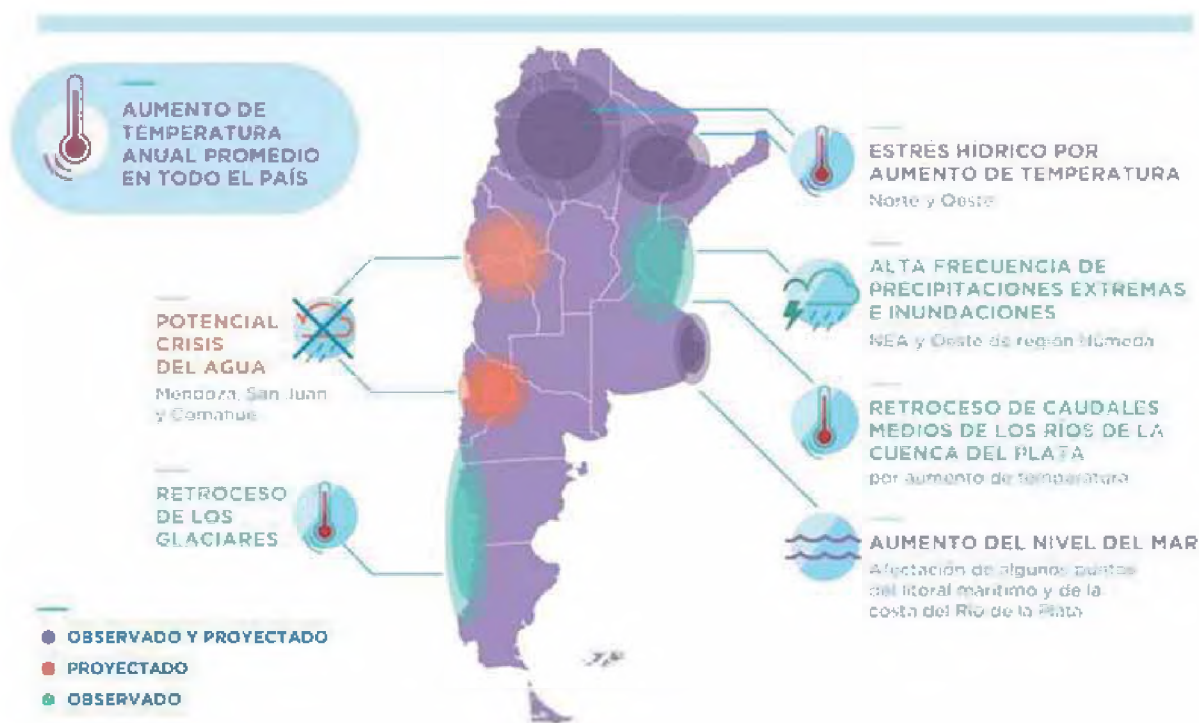 AUMENTO DE
TEMPERATURA
ANUAL PROMEDIO
EN TODO EL PAÍS
POTENCIAL
CRISIS
DEL AGUA
Mendoza, San Juan
y Comahue
RETROCESO
DE LOS
GLACIARES
OBSERVADO Y PROYECTADO
PROYECTADO
OBSERVADO
ESTRÉS HÍDRICO POR
AUMENTO DE TEMPERATURA
Norte y Oeste
ALTA FRECUENCIA DE
PRECIPITACIONES EXTREMAS
E INUNDACIONES
NEA y Oeste de región Húmeda
RETROCESO DE CAUDALES
MEDIOS DE LOS RÍOS DE LA
CUENCA DEL PLATA
por aumento de temperatura
AUMENTO DEL NIVEL DEL MAR
Afectación de algunos puntos
del litoral marítimo y de la
costa del Río de la Plata